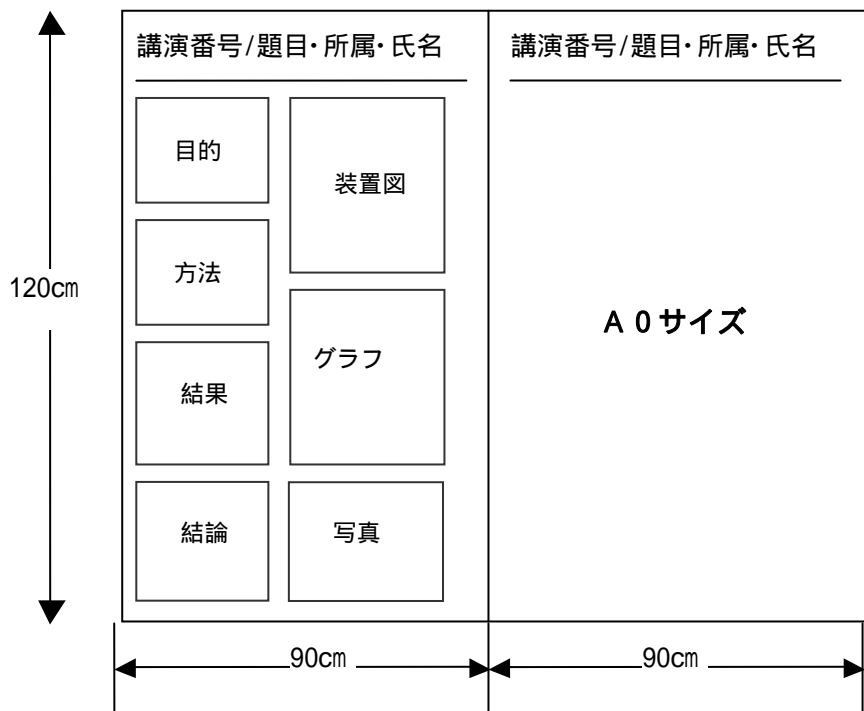 講演番号/題目・所属・氏名
目的
装置図
方法
グラフ
結果
結論
写真
講演番号/題目・所属・氏名
A0サイズ
120㎝
90㎝
90㎝